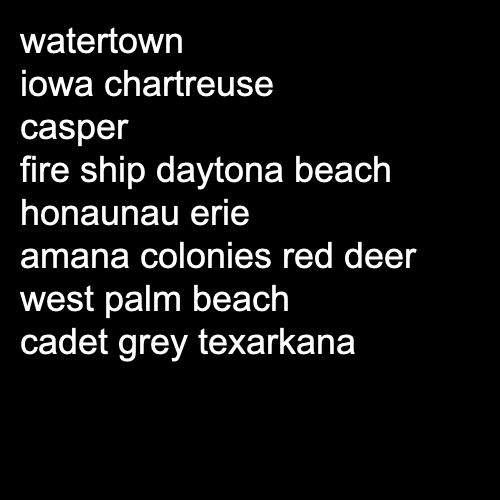 watertown
iowa chartreuse
casper
fire ship daytona beach
honaunau erie
amana colonies red deer
west palm beach
cadet grey texarkana